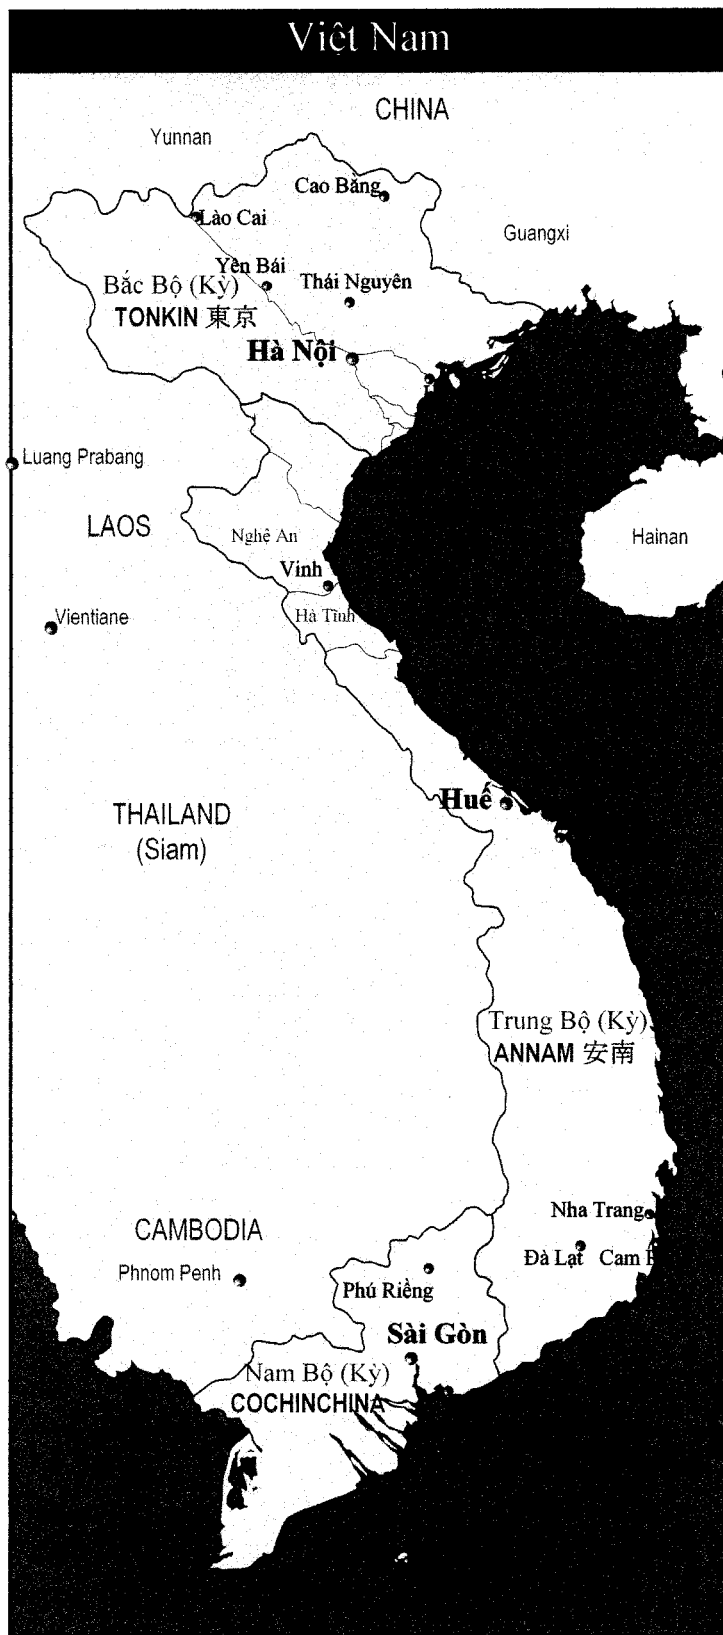 Việt Nam
CHINA
Yunnan
Cao Bằng
Lào Cai
Guangxi
Yên Bái
Bắc Bộ (Kỳ)
Thái Nguyên
TONKIN 東京
Hà Nội
Luang Prabang
LAOS
Nghệ An
Hainan
Vinh
Hà Tĩnh
Vientiane
Huế
THAILAND
(Siam)
Trung Bộ (Kỳ)
ANNAM 安南
Nha Trang
CAMBODIA
Đà Lạt
Cam
Phnom Penh
Phú Riềng
Sài Gòn
Nam Bộ (Kỳ)
COCHINCHINA